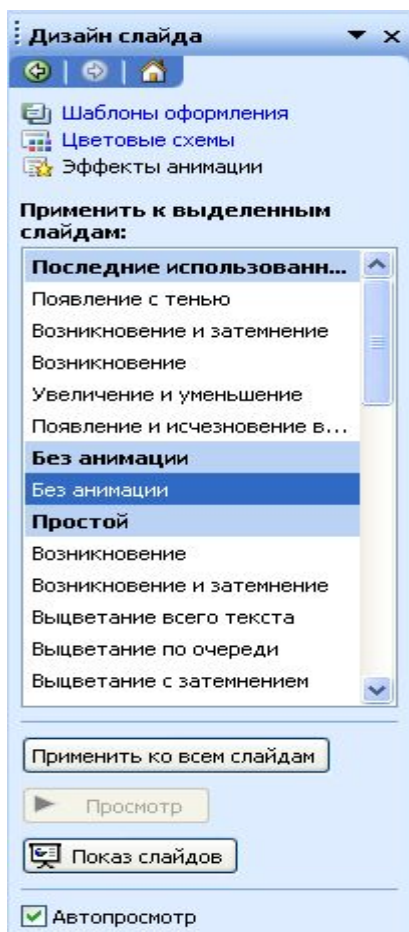 Дизайн слайда
Шаблоны оформления
Цветовые схемы
Эффекты анимации
Применить к выделенным
слайдам:
Последние использованн...
Появление с тенью
Возникновение и затемнение
Возникновение
Увеличение и уменьшение
Появление и исчезновение в...
Без анимации
Без анимации
Простой
Возникновение
Возникновение и затемнение
Выцветание всего текста
Выцветание по очереди
Выцветание с затемнением
Применить ко всем слайдам
Просмотр
Показ слайдов
Автопросмотр